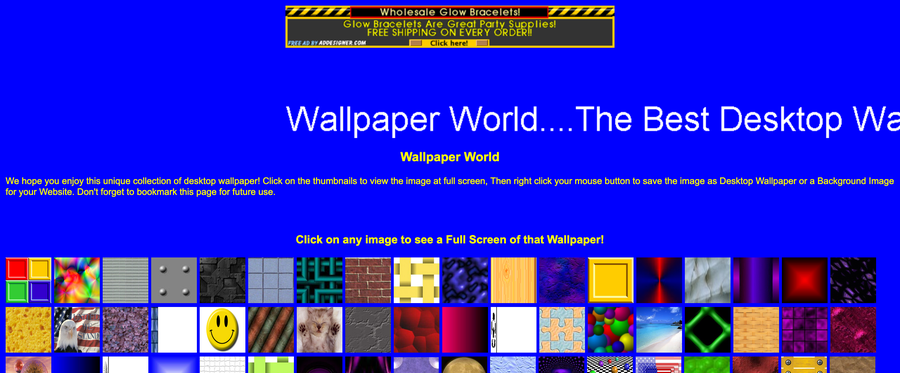 Wholesale Glow Bracelets!
Glow Bracelets Are Great Party Supplies!
FREE SHIPPING ON EVERY ORDER!!
FREE AD BY ADDESIGNER.COM
Click here!
Wallpaper World....The Best Desktop Wa
Wallpaper World
We hope you enjoy this unique collection of desktop wallpaper! Click on the thumbnails to view the image at full screen, Then right click your mouse button to save the image as Desktop Wallpaper or a Background Image
for your Website. Don't forget to bookmark this page for future use.
Click on any image to see a Full Screen of that Wallpaper!